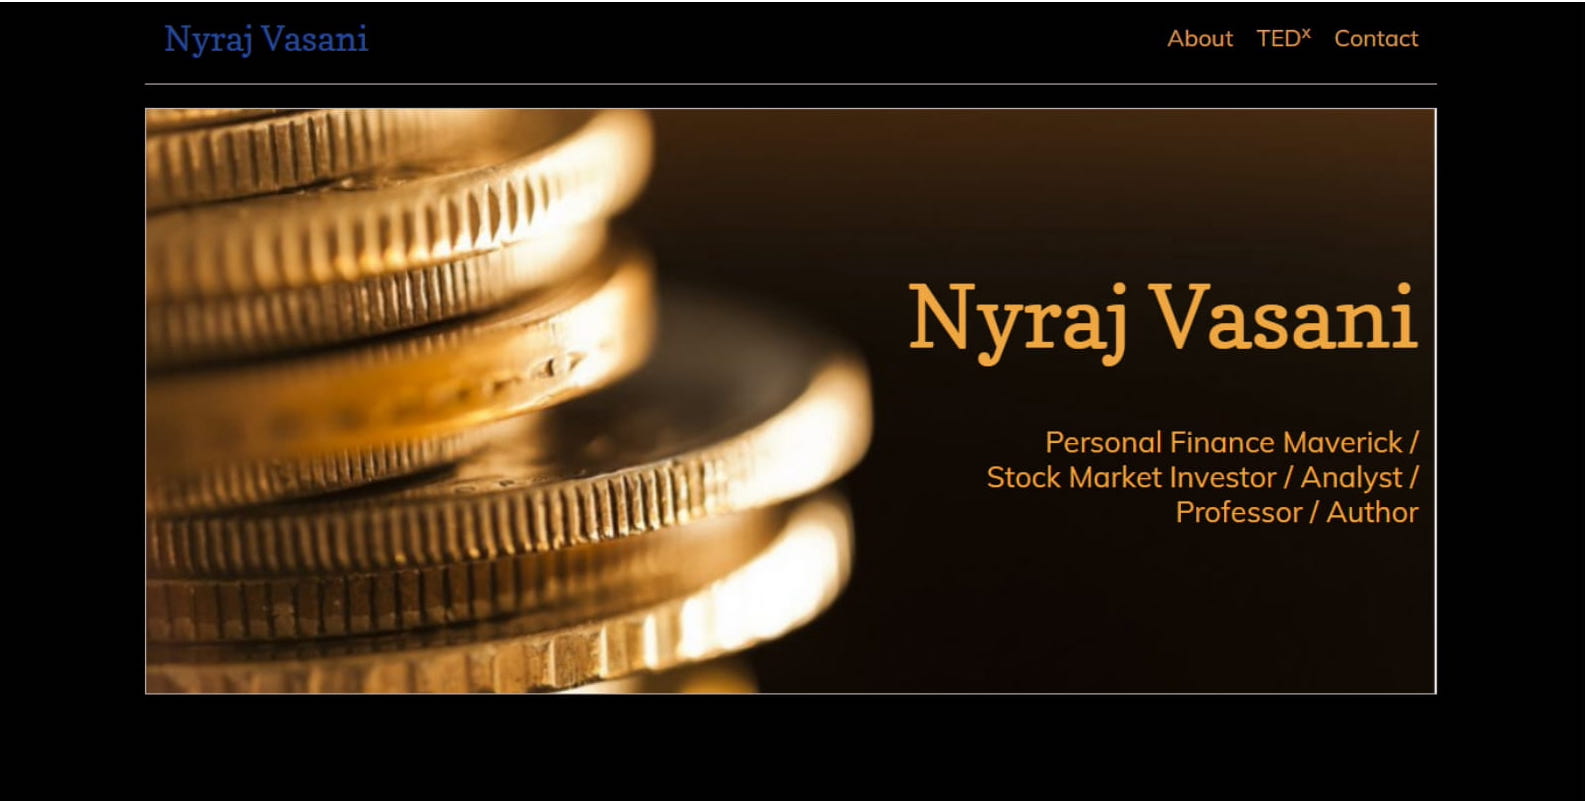 Nyraj Vasani
About TEDˣ Contact
Nyraj Vasani
Personal Finance Maverick /
Stock Market Investor / Analyst /
Professor / Author